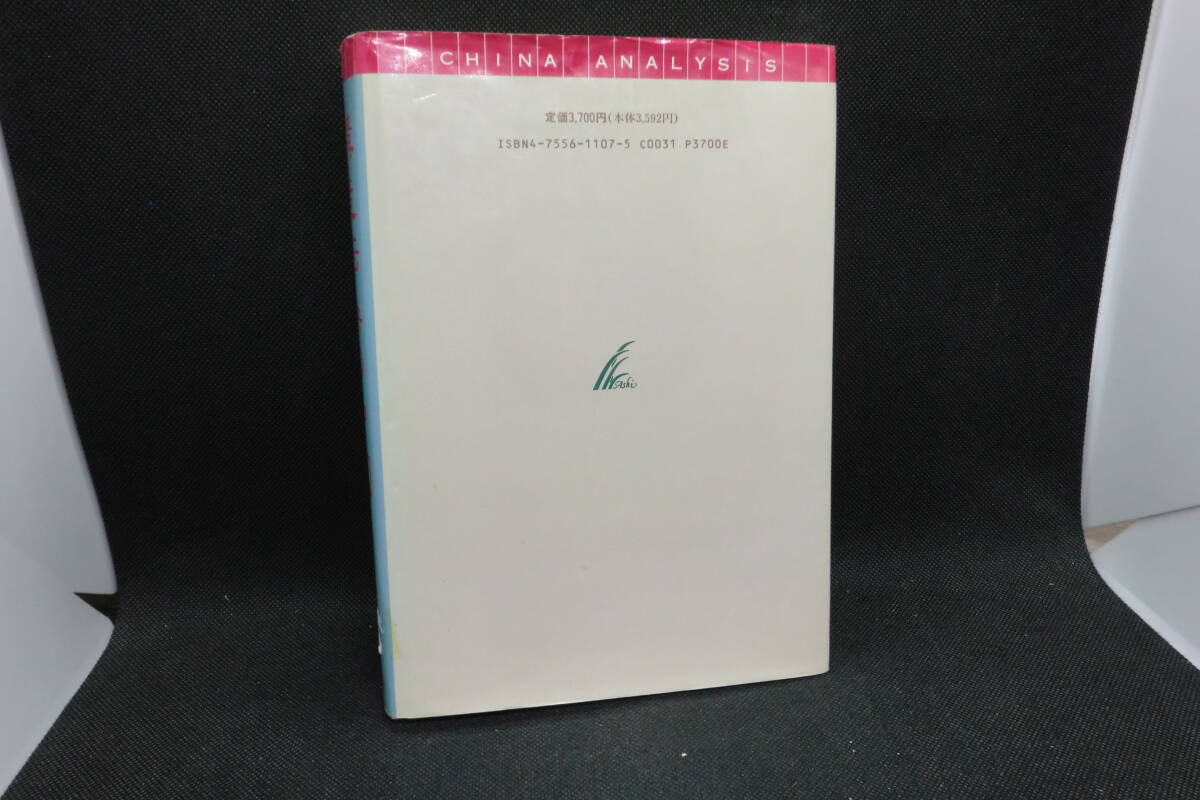 CHINA ANALYSIS
定価3,700円(本体3,592円)
ISBN4-7556-1107-5 C0031 P3700E
Ashi